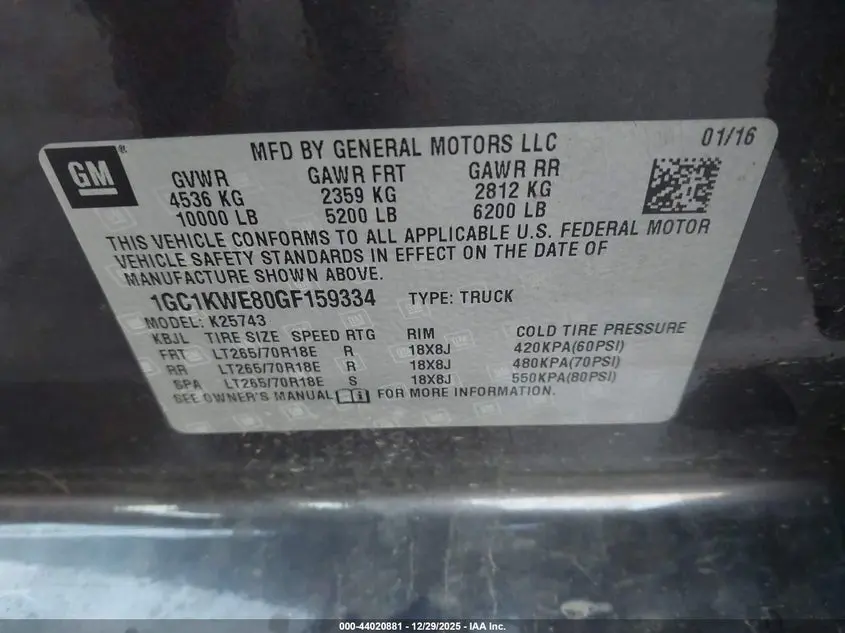 GM®
MFD BY GENERAL MOTORS LLC 01/16
GVWR GAWR FRT GAWR RR
4536 KG 2359 KG 2812 KG
10000 LB 5200 LB 6200 LB
THIS VEHICLE CONFORMS TO ALL APPLICABLE U.S. FEDERAL MOTOR
VEHICLE SAFETY STANDARDS IN EFFECT ON THE DATE OF
MANUFACTURE SHOWN ABOVE.
1GC1KWE80GF159334 TYPE: TRUCK
MODEL: K25743
KBJL TIRE SIZE SPEED RTG RIM COLD TIRE PRESSURE
FRT LT265/70R18E R 18X8J 420KPA(60PSI)
RR LT265/70R18E R 18X8J 480KPA(70PSI)
SPA LT265/70R18E S 18X8J 550KPA(80PSI)
SEE OWNER'S MANUAL FOR MORE INFORMATION.
000-44020881 - 12/29/2025 - IAA Inc.